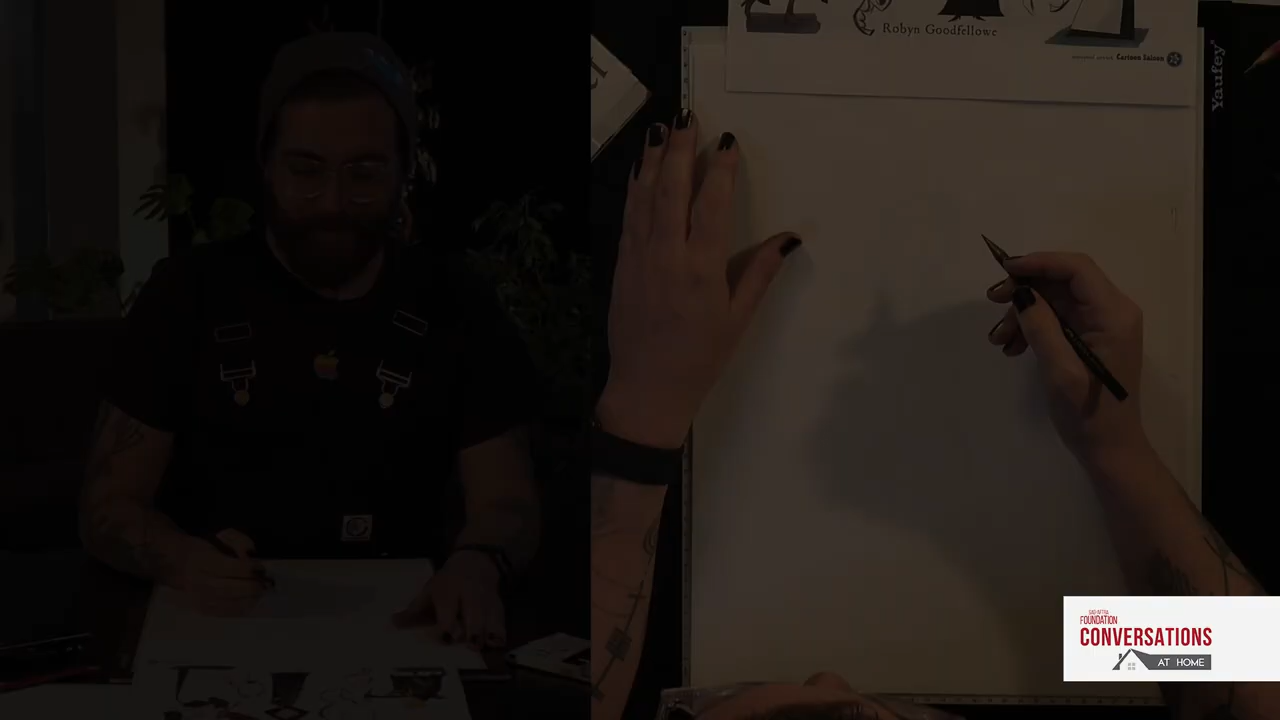 Robyn Goodfellowe
Cartoon Saloon
Yaufey
SAG-AFTRA
FOUNDATION
CONVERSATIONS
AT HOME